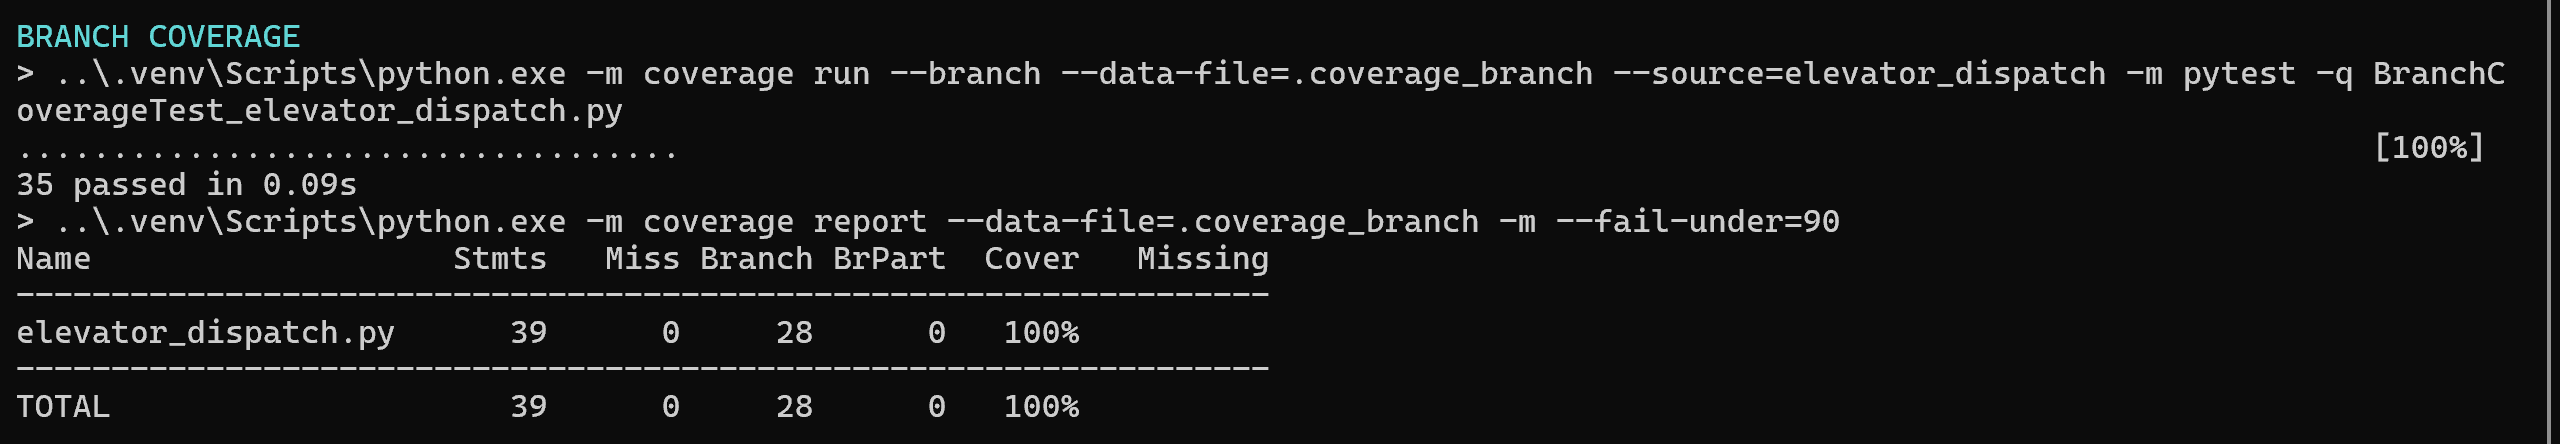 BRANCH COVERAGE
> ..\.venv\Scripts\python.exe -m coverage run --branch --data-file=.coverage_branch --source=elevator_dispatch -m pytest -q BranchC
overageTest_elevator_dispatch.py
................................... [100%]
35 passed in 0.09s
> ..\.venv\Scripts\python.exe -m coverage report --data-file=.coverage_branch -m --fail-under=90
Name Stmts Miss Branch BrPart Cover Missing
------------------------------------------------------------------
elevator_dispatch.py 39 0 28 0 100%
------------------------------------------------------------------
TOTAL 39 0 28 0 100%